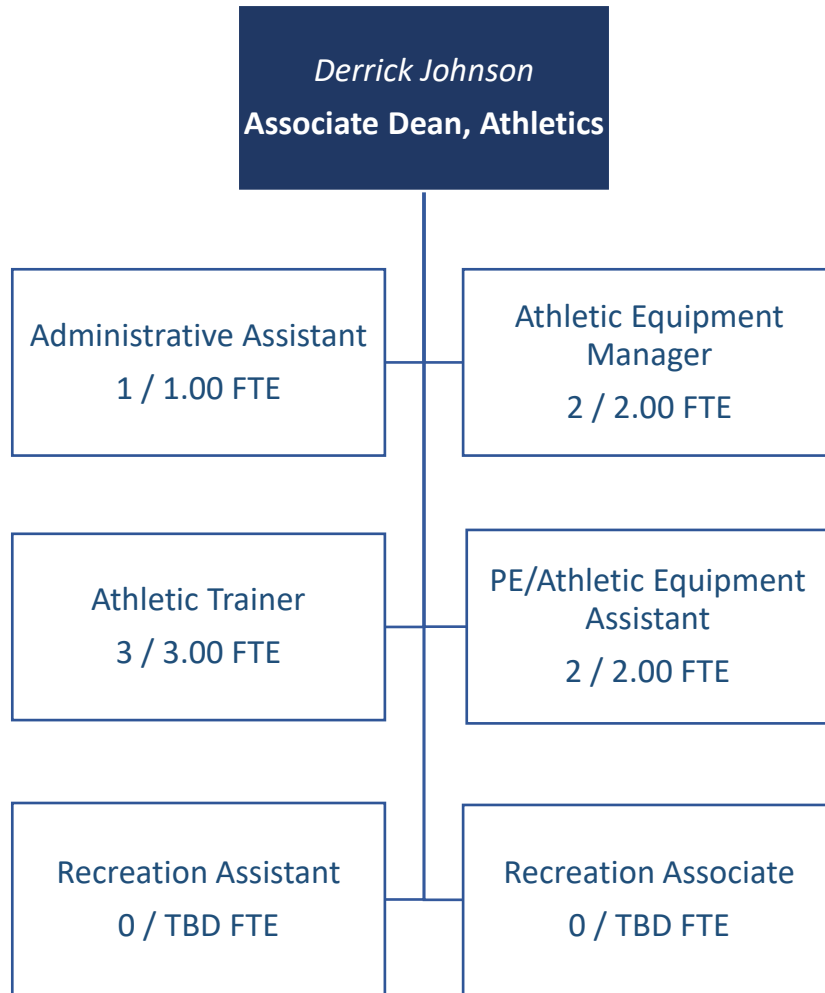 Derrick Johnson
Associate Dean, Athletics
Administrative Assistant
1 / 1.00 FTE
Athletic Equipment
Manager
2 / 2.00 FTE
Athletic Trainer
3 / 3.00 FTE
PE/Athletic Equipment
Assistant
2 / 2.00 FTE
Recreation Assistant
0 / TBD FTE
Recreation Associate
0 / TBD FTE